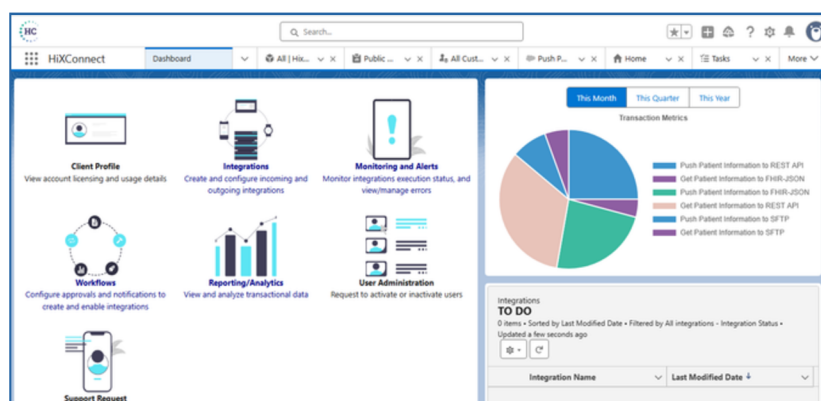 HC
Search...
HiXConnect
Dashboard
All | Hix...
Public ...
All Cust...
Push P...
Home
Tasks
More
Client Profile
View account licensing and usage details
Integrations
Create and configure incoming and
outgoing integrations
Monitoring and Alerts
Monitor integrations execution status, and
view/manage errors
Workflows
Configure approvals and notifications to
create and enable integrations
Reporting/Analytics
View and analyze transactional data
User Administration
Request to activate or inactivate users
Support Request
This Month
This Quarter
This Year
Transaction Metrics
Push Patient Information to REST API
Get Patient Information to FHIR-JSON
Push Patient Information to FHIR-JSON
Get Patient Information to REST API
Push Patient Information to SFTP
Get Patient Information to SFTP
Integrations
TO DO
0 items • Sorted by Last Modified Date • Filtered by All integrations - Integration Status •
Updated a few seconds ago
Integration Name
Last Modified Date